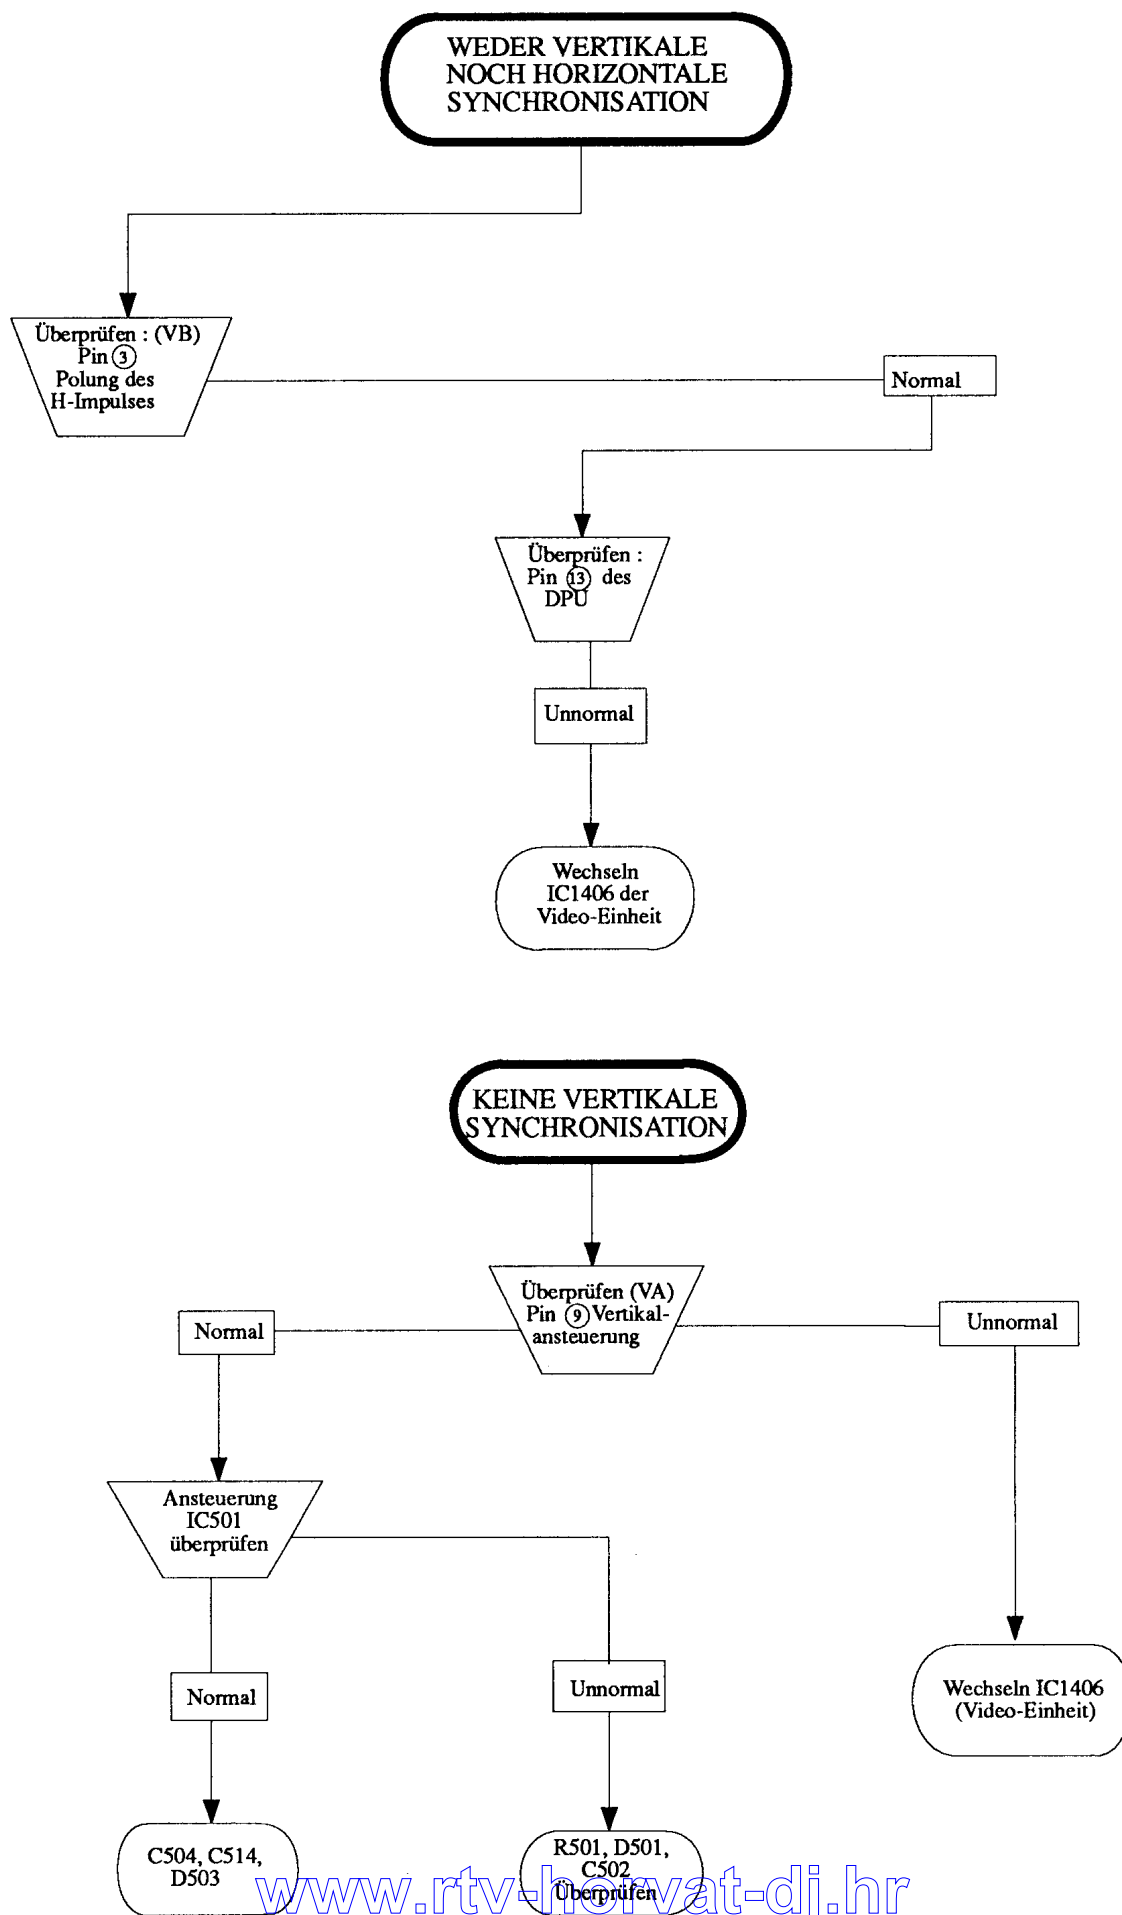 WEDER VERTIKALE
NOCH HORIZONTALE
SYNCHRONISATION
Überprüfen : (VB)
Pin 3
Polung des
H-Impulses
Normal
Überprüfen :
Pin 13 des
DPU
Unnormal
Wechseln
IC1406 der
Video-Einheit
KEINE VERTIKALE
SYNCHRONISATION
Überprüfen (VA)
Pin 9 Vertikal-
ansteuerung
Normal
Unnormal
Ansteuerung
IC501
überprüfen
Normal
Unnormal
Wechseln IC1406
(Video-Einheit)
C504, C514,
D503
R501, D501,
C502
Überprüfen
www.rtv-horvat-dj.hr